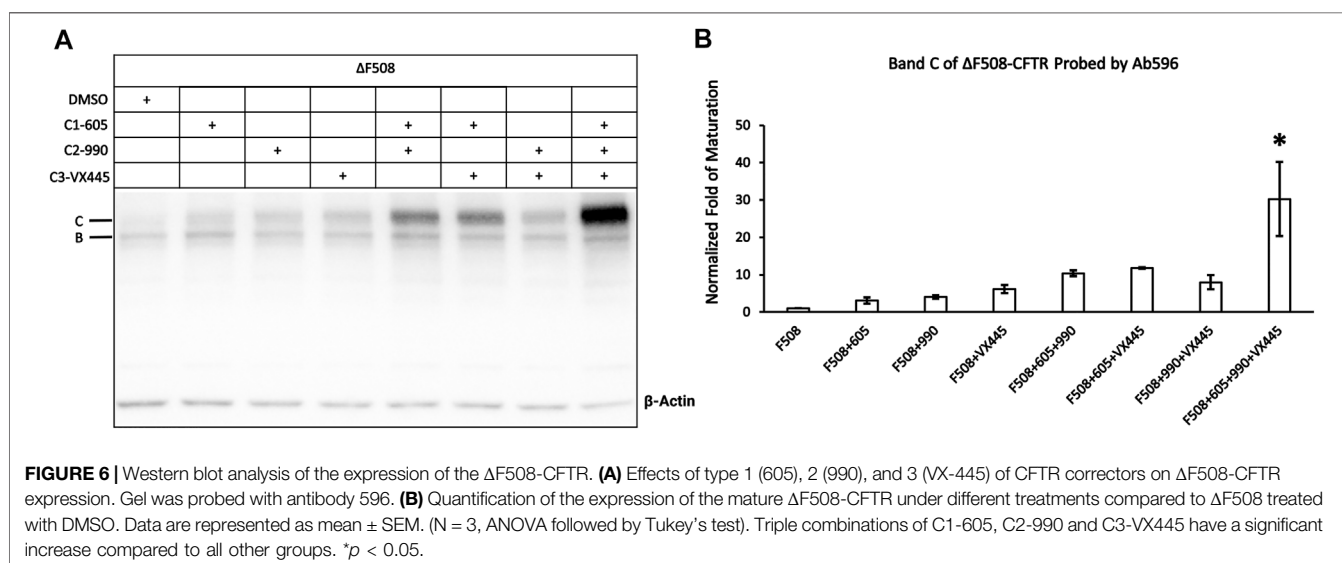 A
ΔF508
DMSO +
C1-605 + + + +
C2-990 + + + +
C3-VX445 + + + +
C
B
β-Actin
B
Band C of ΔF508-CFTR Probed by Ab596
Normalized Fold of Maturation
50
40
30
20
10
0
*
F508
F508+605
F508+990
F508+VX445
F508+605+990
F508+605+VX445
F508+990+VX445
F508+605+990+VX445
FIGURE 6 | Western blot analysis of the expression of the ΔF508-CFTR. (A) Effects of type 1 (605), 2 (990), and 3 (VX-445) of CFTR correctors on ΔF508-CFTR
expression. Gel was probed with antibody 596. (B) Quantification of the expression of the mature ΔF508-CFTR under different treatments compared to ΔF508 treated
with DMSO. Data are represented as mean ± SEM. (N = 3, ANOVA followed by Tukey's test). Triple combinations of C1-605, C2-990 and C3-VX445 have a significant
increase compared to all other groups. *p < 0.05.